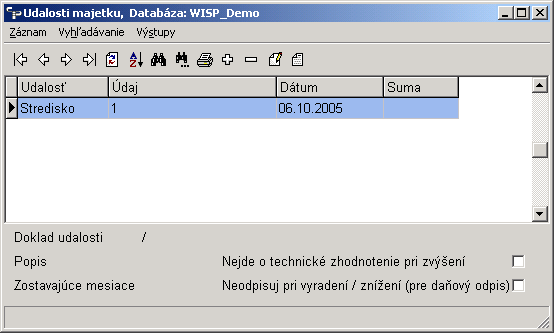 Udalosti majetku, Databáza: WISP_Demo
Záznam Vyhľadávanie Výstupy
Udalosť Údaj Dátum Suma
Stredisko 1 06.10.2005
Doklad udalosti /
Popis Nejde o technické zhodnotenie pri zvýšení
Zostavajúce mesiace Neodpisuj pri vyradení / znížení (pre daňový odpis)